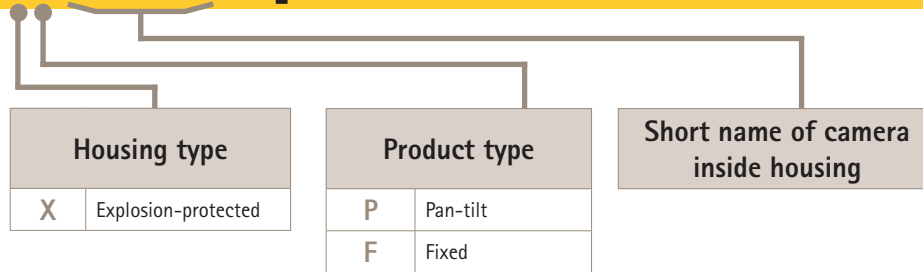 Housing type
X Explosion-protected
Product type
P Pan-tilt
F Fixed
Short name of camera
inside housing